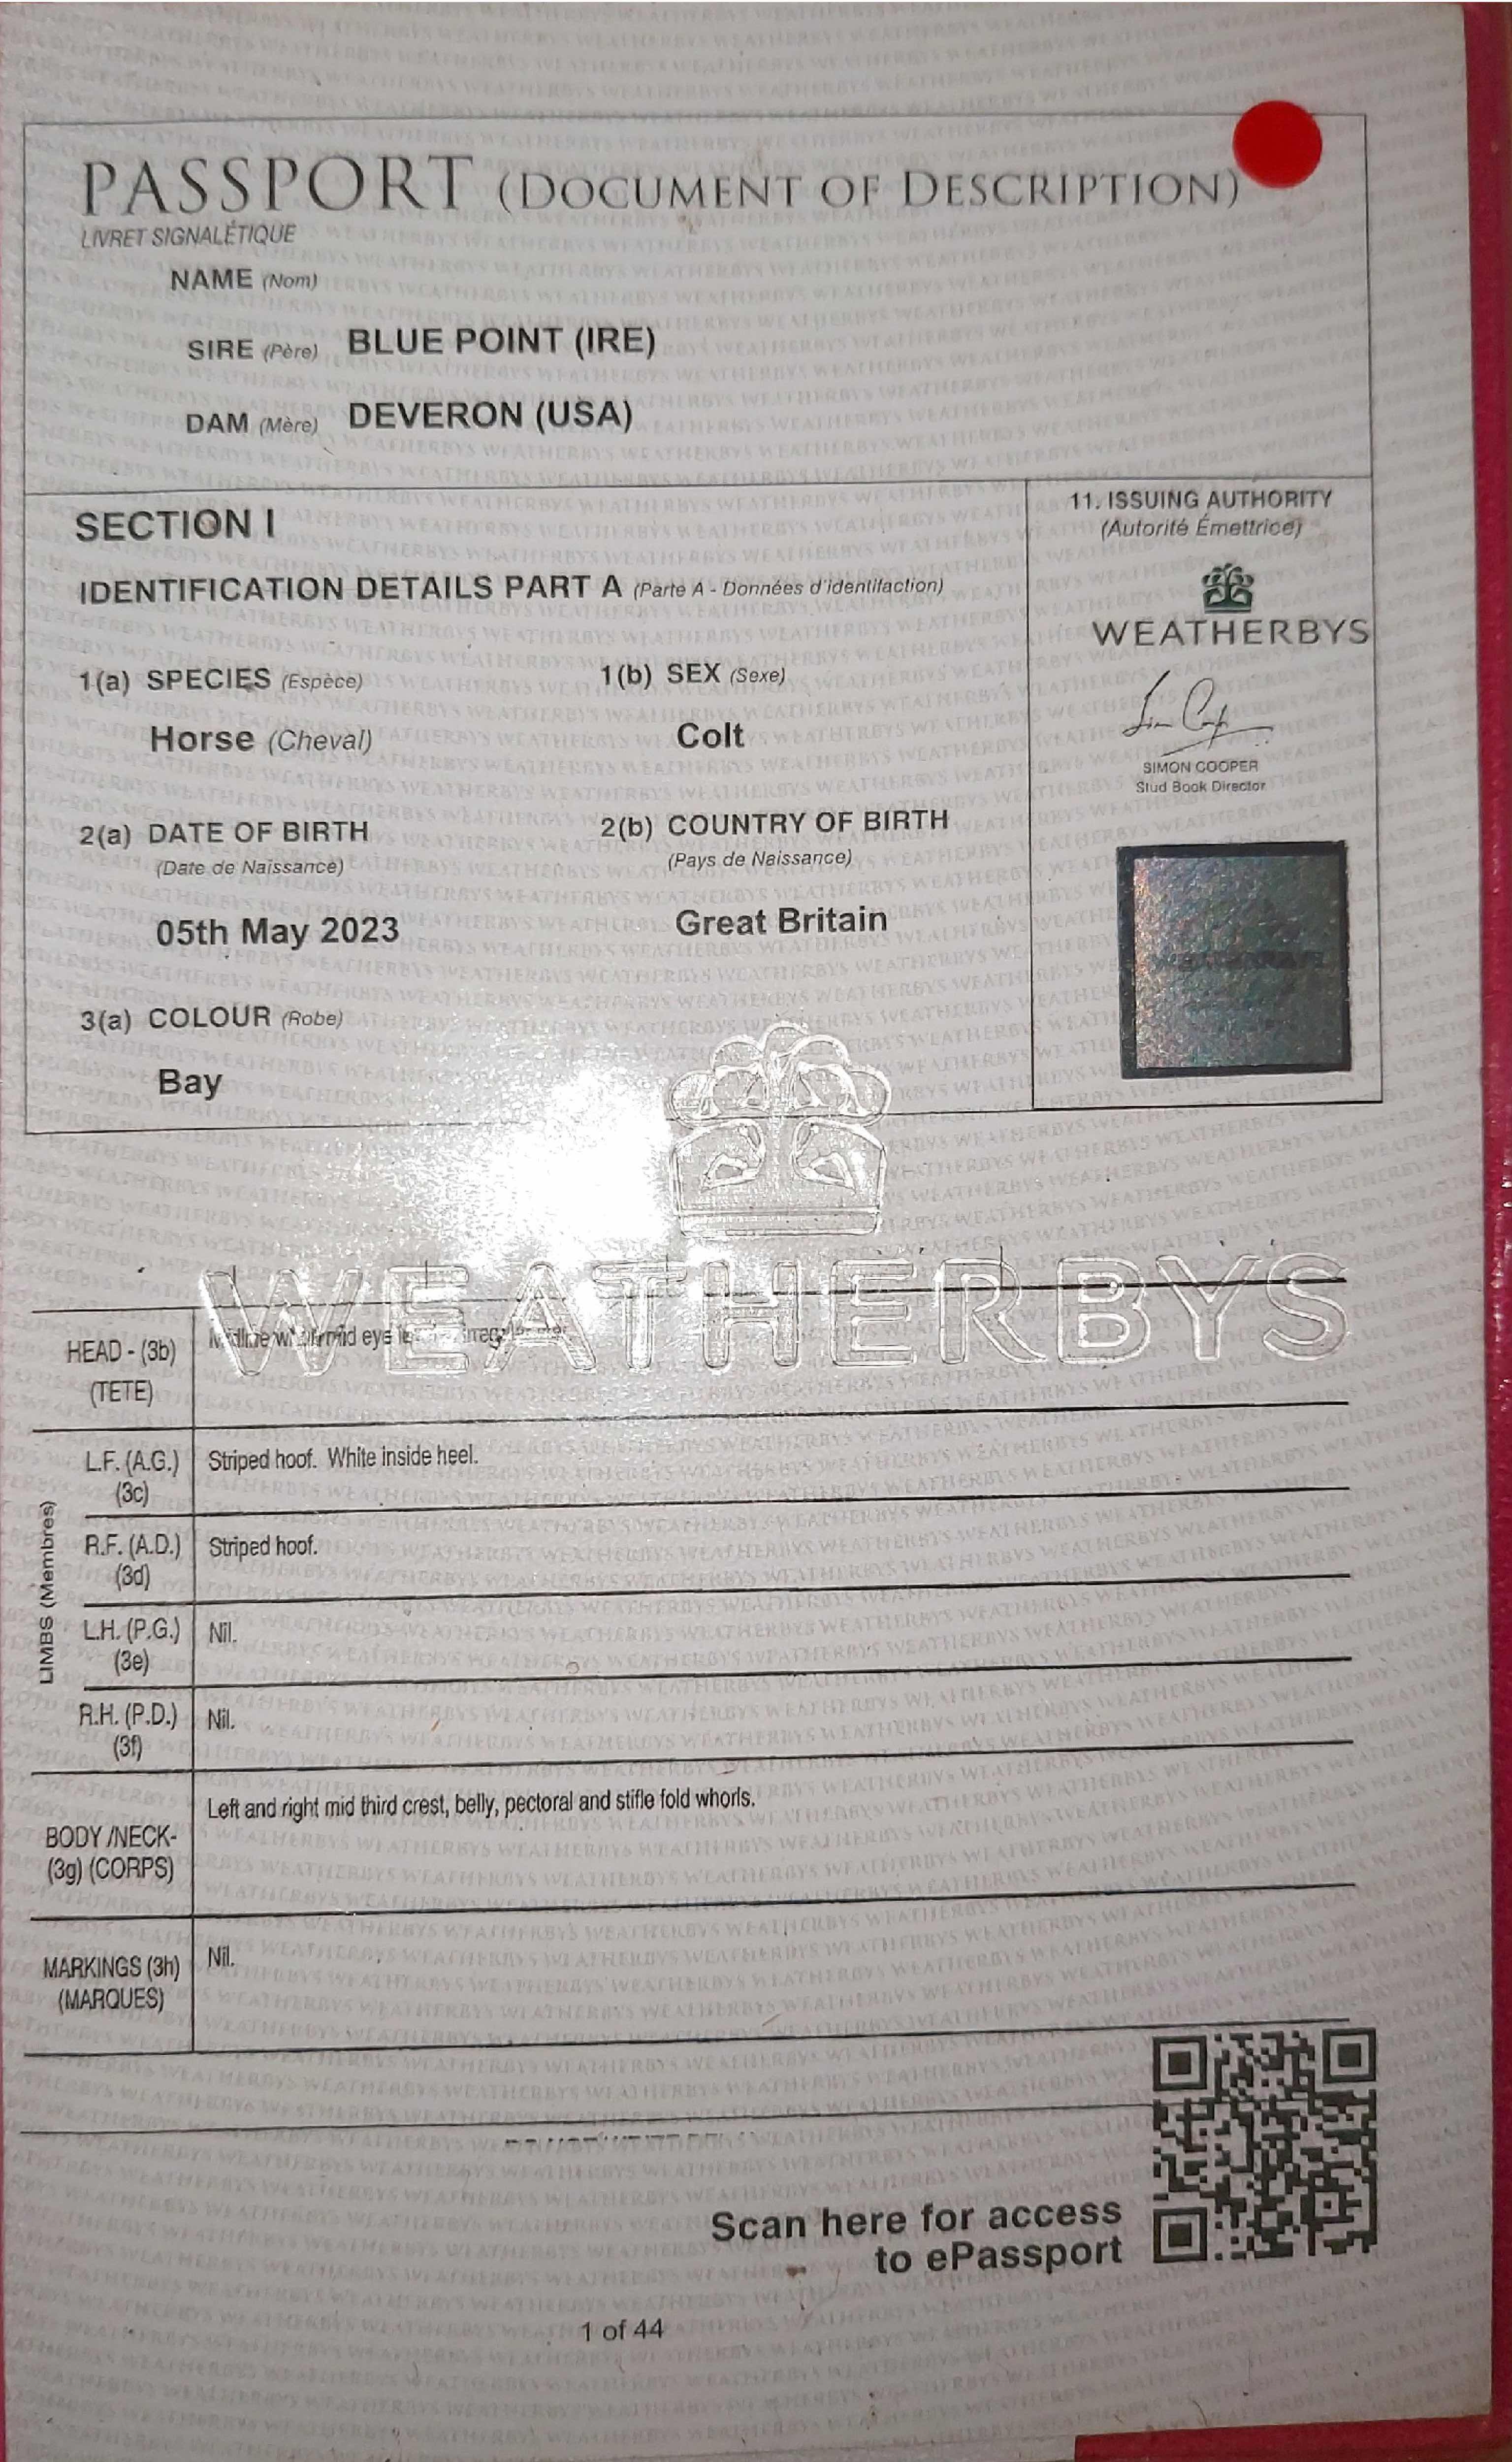 PASSPORT (DOCUMENT OF DESCRIPTION)
LIVRET SIGNALÉTIQUE
NAME (Nom)
SIRE (Père) BLUE POINT (IRE)
DAM (Mère) DEVERON (USA)
SECTION I
IDENTIFICATION DETAILS PART A (Parte A - Données d'identifaction)
1(a) SPECIES (Espèce)
1(b) SEX (Sexe)
Horse (Cheval)
Colt
2(a) DATE OF BIRTH
(Date de Naissance)
2(b) COUNTRY OF BIRTH
(Pays de Naissance)
05th May 2023
Great Britain
3(a) COLOUR (Robe)
Bay
11. ISSUING AUTHORITY
(Autorité Émettrice)
WEATHERBYS
SIMON COOPER
Stud Book Director
WEATHERBYS
HEAD - (3b)
(TETE)
mid eye
LIMBS (Membres)
L.F. (A.G.)
(3c)
Striped hoof. White inside heel.
R.F. (A.D.)
(3d)
Striped hoof.
L.H. (P.G.)
(3e)
Nil.
R.H. (P.D.)
(3f)
Nil.
BODY /NECK-
(3g) (CORPS)
Left and right mid third crest, belly, pectoral and stifle fold whorls.
MARKINGS (3h)
(MARQUES)
Nil.
Scan here for access
to ePassport
1 of 44